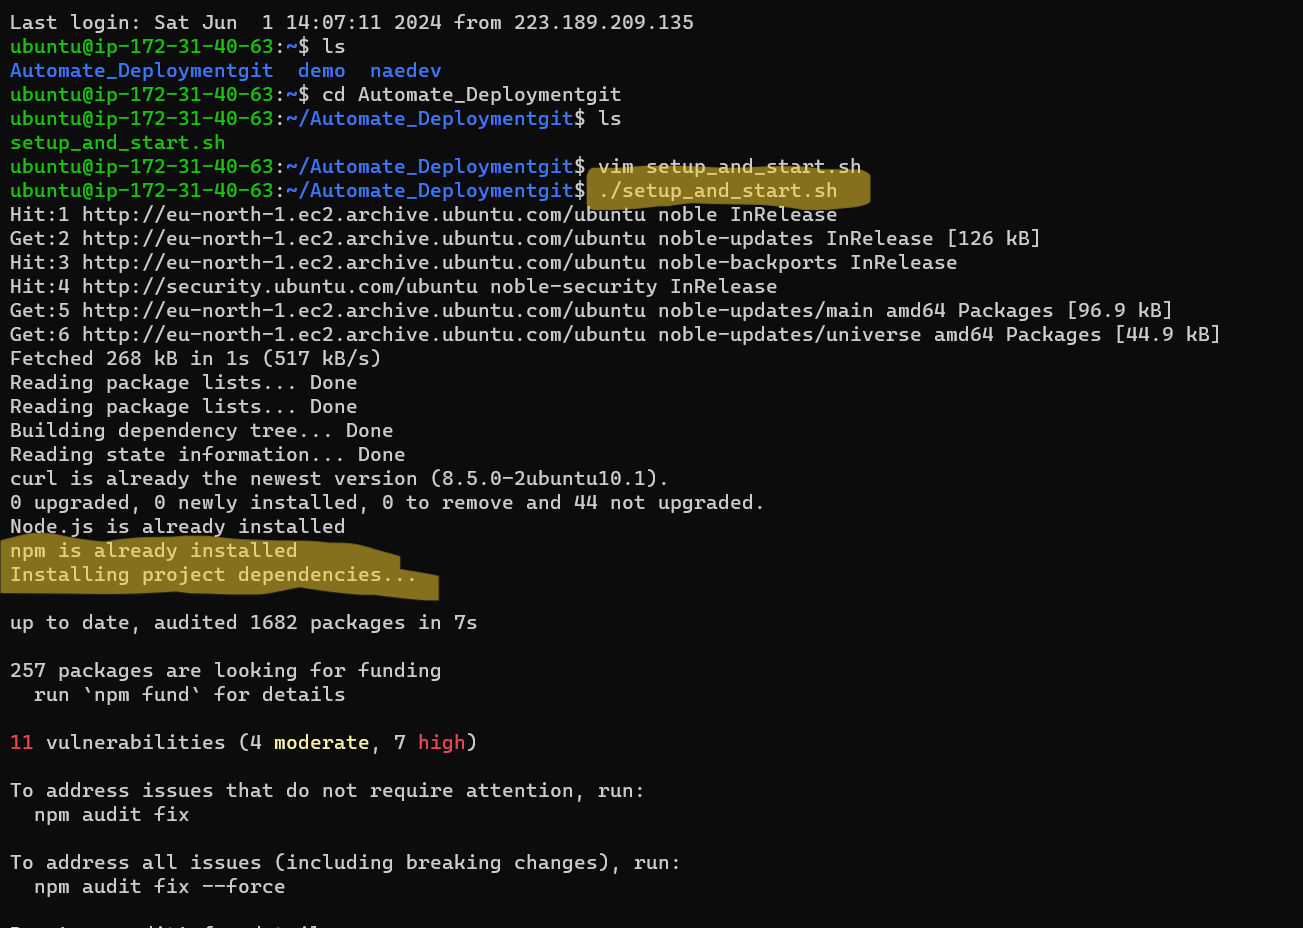 Last login: Sat Jun  1 14:07:11 2024 from 223.189.209.135
ubuntu@ip-172-31-40-63:~$ ls
Automate_Deploymentgit  demo  naedev
ubuntu@ip-172-31-40-63:~$ cd Automate_Deploymentgit
ubuntu@ip-172-31-40-63:~/Automate_Deploymentgit$ ls
setup_and_start.sh
ubuntu@ip-172-31-40-63:~/Automate_Deploymentgit$ vim setup_and_start.sh
ubuntu@ip-172-31-40-63:~/Automate_Deploymentgit$ ./setup_and_start.sh
Hit:1 http://eu-north-1.ec2.archive.ubuntu.com/ubuntu noble InRelease
Get:2 http://eu-north-1.ec2.archive.ubuntu.com/ubuntu noble-updates InRelease [126 kB]
Hit:3 http://eu-north-1.ec2.archive.ubuntu.com/ubuntu noble-backports InRelease
Hit:4 http://security.ubuntu.com/ubuntu noble-security InRelease
Get:5 http://eu-north-1.ec2.archive.ubuntu.com/ubuntu noble-updates/main amd64 Packages [96.9 kB]
Get:6 http://eu-north-1.ec2.archive.ubuntu.com/ubuntu noble-updates/universe amd64 Packages [44.9 kB]
Fetched 268 kB in 1s (517 kB/s)
Reading package lists... Done
Reading package lists... Done
Building dependency tree... Done
Reading state information... Done
curl is already the newest version (8.5.0-2ubuntu10.1).
0 upgraded, 0 newly installed, 0 to remove and 44 not upgraded.
Node.js is already installed
npm is already installed
Installing project dependencies...
up to date, audited 1682 packages in 7s
257 packages are looking for funding
  run `npm fund` for details
11 vulnerabilities (4 moderate, 7 high)
To address issues that do not require attention, run:
  npm audit fix
To address all issues (including breaking changes), run:
  npm audit fix --force